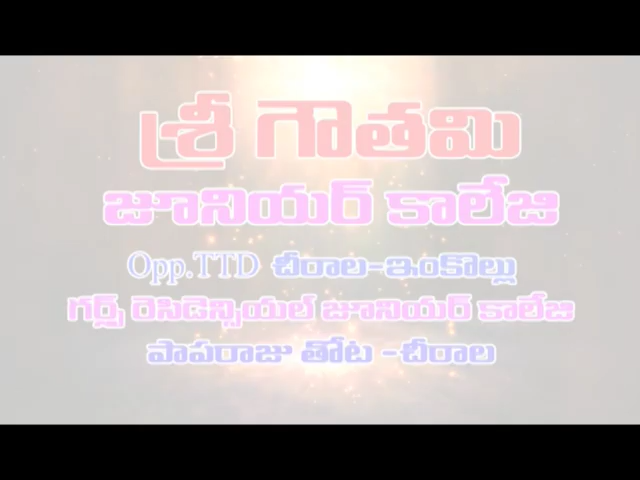 శ్రీ గౌతమి
జూనియర్ కాలేజి
Opp.TTD చీరాల-ఇంకొల్లు
గర్ల్స్ రెసిడెన్సియల్ జూనియర్ కాలేజి
పాపరాజు తోట -చీరాల